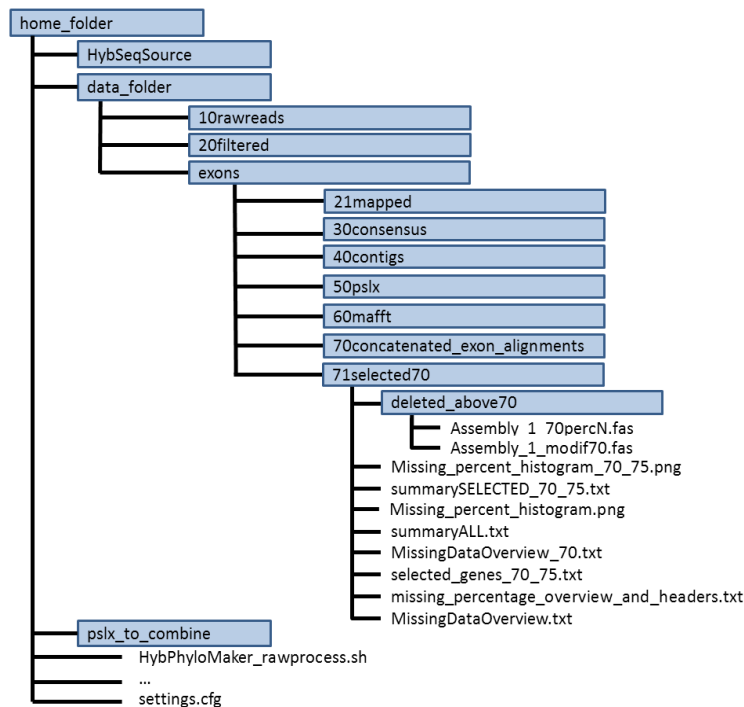 home_folder
HybSeqSource
data_folder
10rawreads
20filtered
exons
21mapped
30consensus
40contigs
50pslx
60mafft
70concatenated_exon_alignments
71selected70
deleted_above70
Assembly_1_70percN.fas
Assembly_1_modif70.fas
Missing_percent_histogram_70_75.png
summarySELECTED_70_75.txt
Missing_percent_histogram.png
summaryALL.txt
MissingDataOverview_70.txt
selected_genes_70_75.txt
missing_percentage_overview_and_headers.txt
MissingDataOverview.txt
pslx_to_combine
HybPhyloMaker_rawprocess.sh
...
settings.cfg